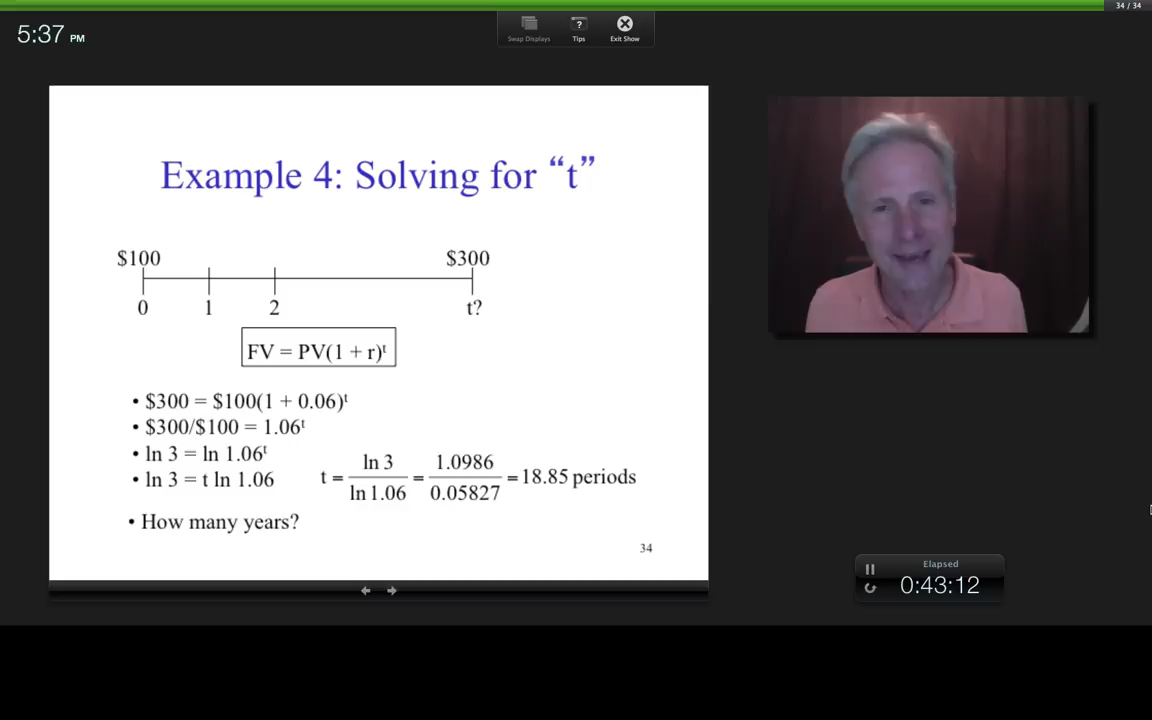 34 / 34
5:37 PM
Swap Displays
?
Tips
Exit Show
Example 4: Solving for “t”
$100 $300
0 1 2 t?
FV = PV(1 + r)ᵗ
• $300 = $100(1 + 0.06)ᵗ
• $300/$100 = 1.06ᵗ
• ln 3 = ln 1.06ᵗ
• ln 3 = t ln 1.06
t = ln 3 / ln 1.06 = 1.0986 / 0.05827 = 18.85 periods
• How many years?
34
Elapsed
0:43:12